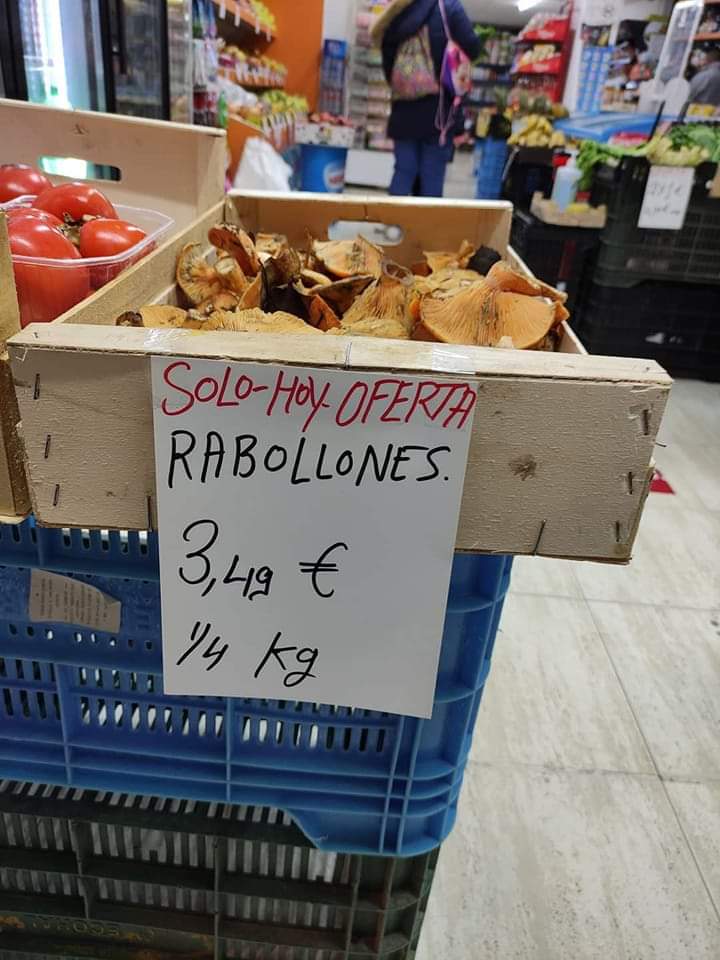 SOLO-HOY-OFERTA
RABOLLONES.
3,49 €
1/4 kg